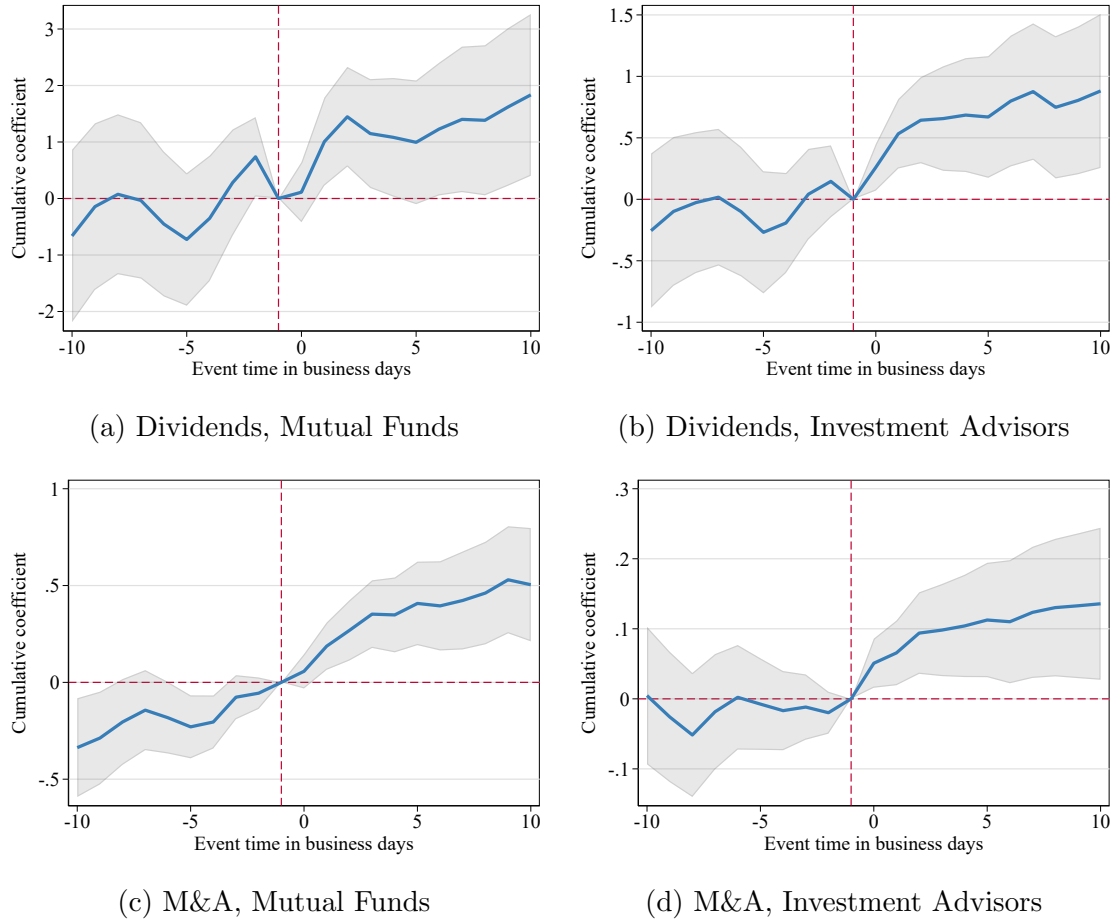 3
2
1
0
-1
-2
Cumulative coefficient
-10 -5 0 5 10
Event time in business days
(a) Dividends, Mutual Funds
1.5
1
.5
0
-.5
-1
Cumulative coefficient
-10 -5 0 5 10
Event time in business days
(b) Dividends, Investment Advisors
1
.5
0
-.5
Cumulative coefficient
-10 -5 0 5 10
Event time in business days
(c) M&A, Mutual Funds
.3
.2
.1
0
-.1
Cumulative coefficient
-10 -5 0 5 10
Event time in business days
(d) M&A, Investment Advisors